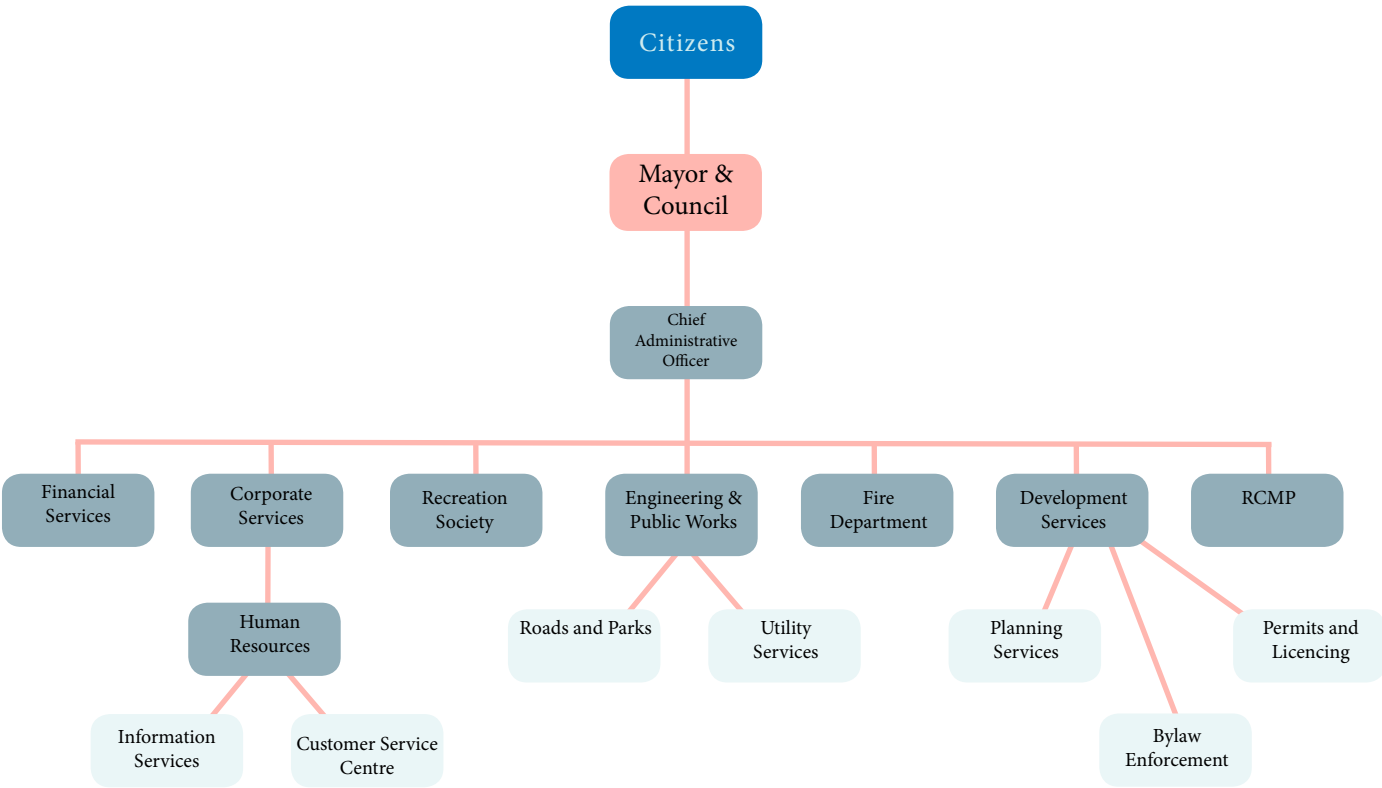 Citizens
Mayor &
Council
Chief
Administrative
Officer
Financial
Services
Corporate
Services
Recreation
Society
Engineering &
Public Works
Fire
Department
Development
Services
RCMP
Human
Resources
Roads and Parks
Utility
Services
Planning
Services
Permits and
Licencing
Information
Services
Customer Service
Centre
Bylaw
Enforcement